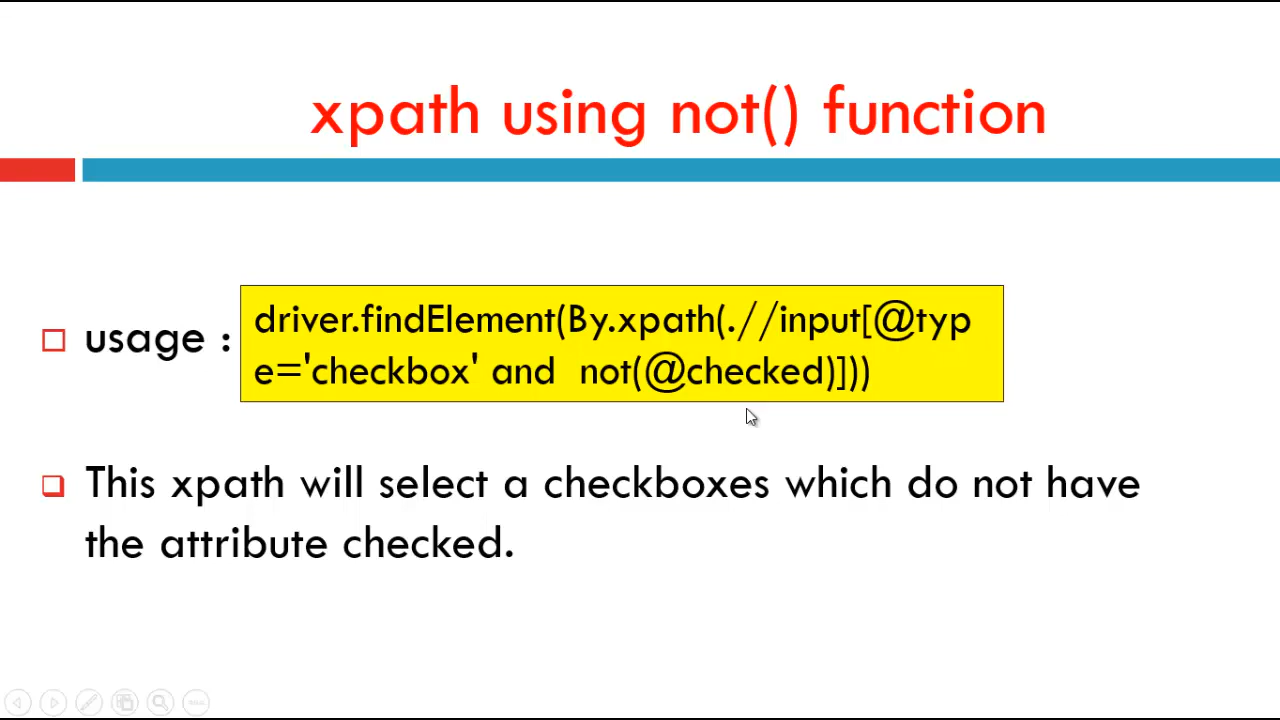 xpath using not() function
usage :
driver.findElement(By.xpath(.//input[@typ
e='checkbox' and  not(@checked)]))
This xpath will select a checkboxes which do not have
the attribute checked.